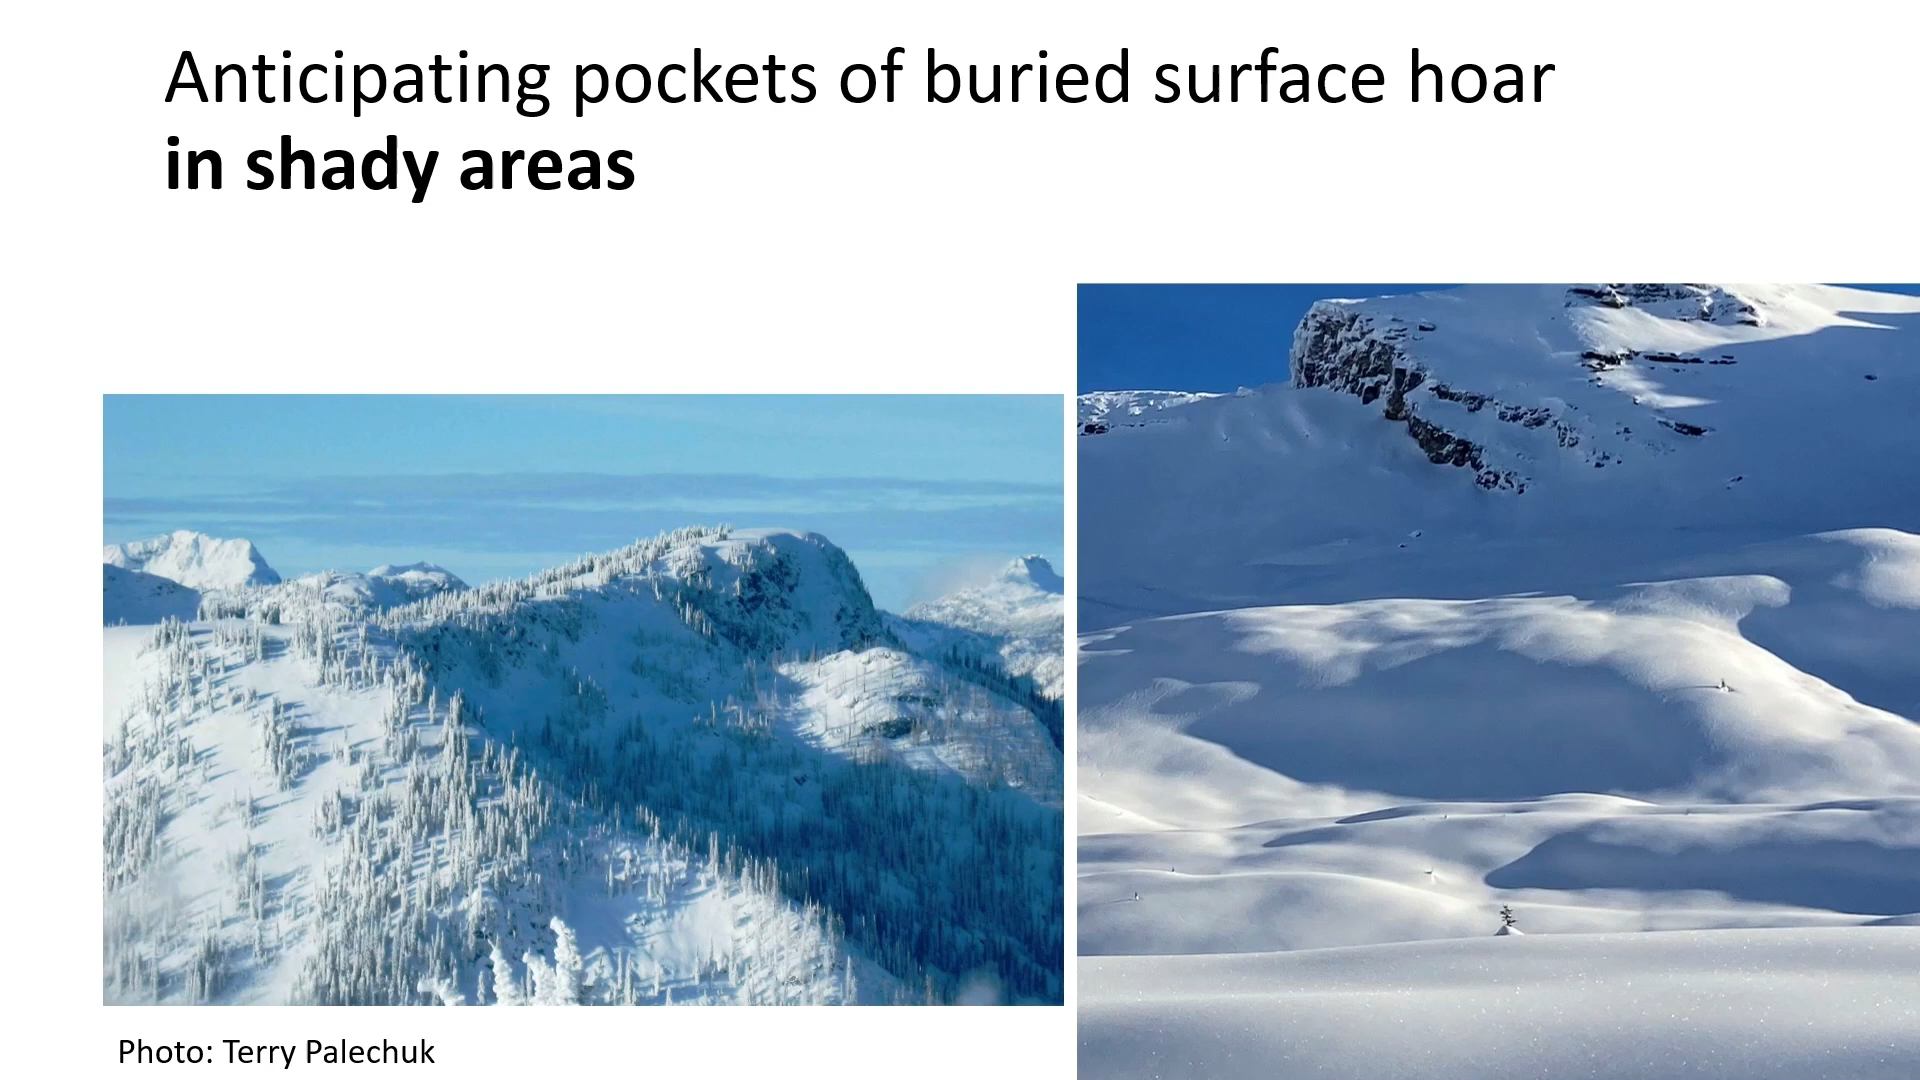 Anticipating pockets of buried surface hoar
in shady areas
Photo: Terry Palechuk